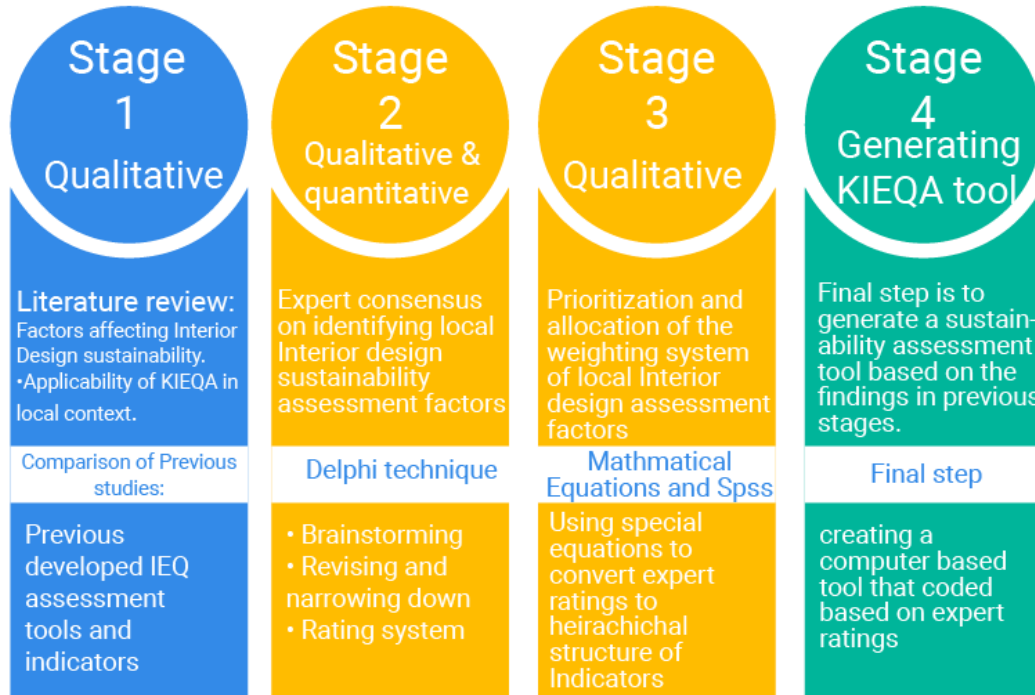 Stage
1
Qualitative
Literature review:
Factors affecting Interior
Design sustainability.
•Applicability of KIEQA in
local context.
Comparison of Previous
studies:
Previous
developed IEQ
assessment
tools and
indicators
Stage
2
Qualitative &
quantitative
Expert consensus
on identifying local
Interior design
sustainability
assessment factors
Delphi technique
• Brainstorming
• Revising and
narrowing down
• Rating system
Stage
3
Qualitative
Prioritization and
allocation of the
weighting system
of local Interior
design assessment
factors
Mathmatical
Equations and Spss
Using special
equations to
convert expert
ratings to
heirachichal
structure of
Indicators
Stage
4
Generating
KIEQA tool
Final step is to
generate a sustain-
ability assessment
tool based on the
findings in previous
stages.
Final step
creating a
computer based
tool that coded
based on expert
ratings